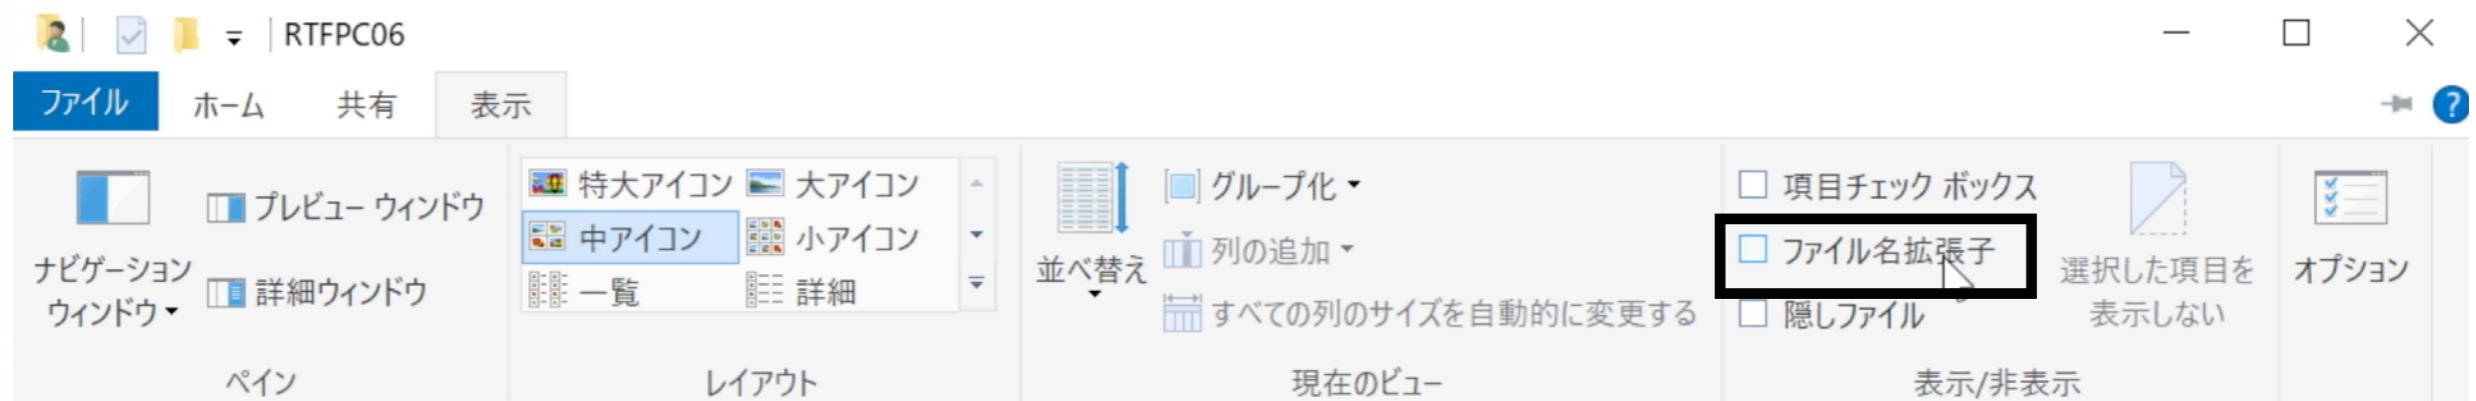 RTFPC06
ファイル ホーム 共有 表示
ナビゲーション
ウィンドウ
プレビュー ウィンドウ
詳細ウィンドウ
ペイン
特大アイコン 大アイコン
中アイコン 小アイコン
一覧 詳細
レイアウト
並べ替え
グループ化
列の追加
すべての列のサイズを自動的に変更する
現在のビュー
項目チェック ボックス
ファイル名拡張子
隠しファイル
選択した項目を
表示しない
表示/非表示
オプション